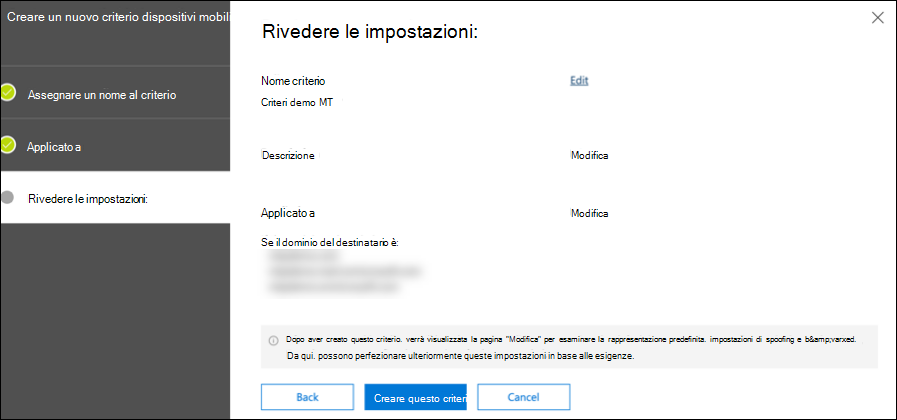 Creare un nuovo criterio dispositivi mobil
Assegnare un nome al criterio
Applicato a
Rivedere le impostazioni:
Rivedere le impostazioni:
Nome criterio
Edit
Criteri demo MT
Descrizione
Modifica
Applicato a
Modifica
Se il dominio del destinatario è:
Dopo aver creato questo criterio. verrà visualizzata la pagina "Modifica" per esaminare la rappresentazione predefinita. impostazioni di spoofing e b&amp;varxed.
Da qui. possono perfezionare ulteriormente queste impostazioni in base alle esigenze.
Back
Creare questo criteri
Cancel